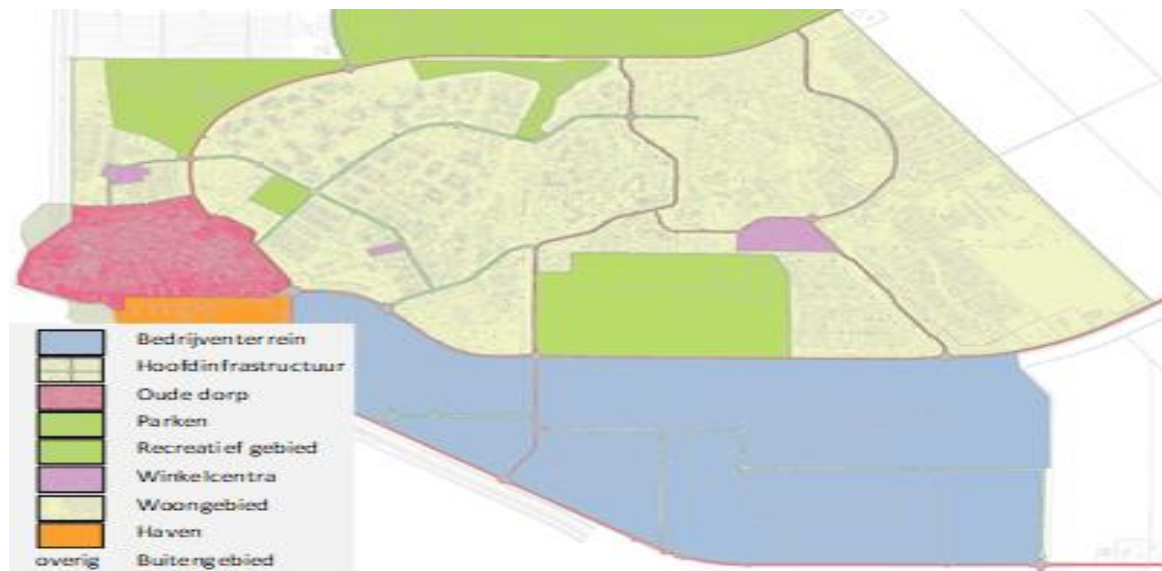 Bedrijventerrein
Hoofdinfrastructuur
Oude dorp
Parken
Recreatief gebied
Winkelcentra
Woongebied
Haven
overig Buitengebied